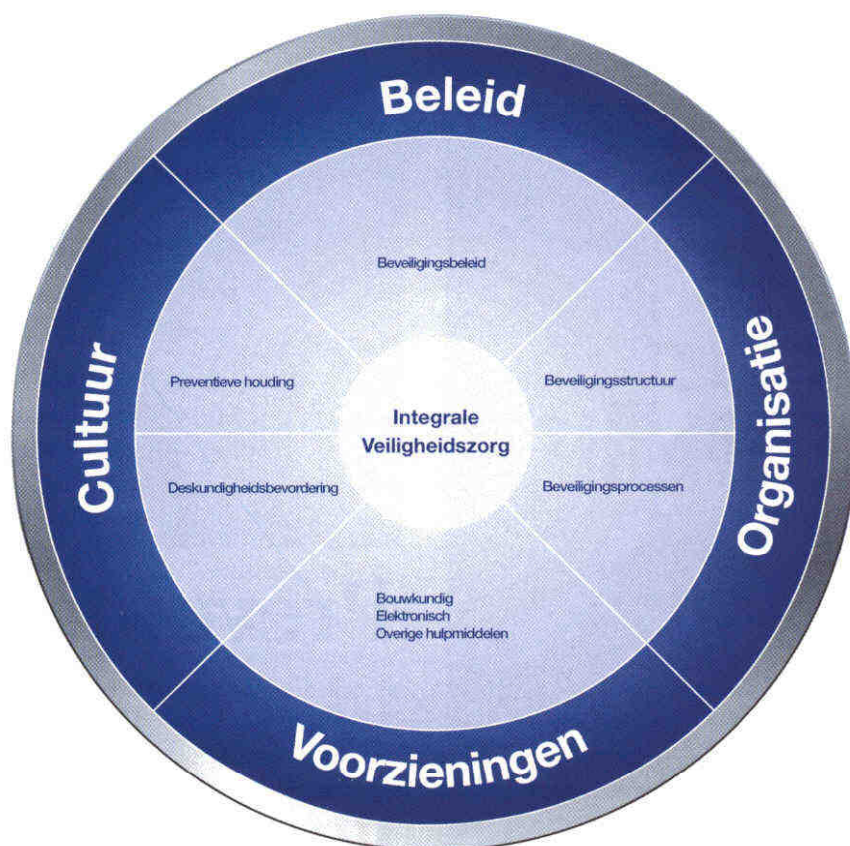 Beleid
Beveiligingsbeleid
Cultuur
Preventieve houding
Deskundigheidsbevordering
Integrale
Veiligheidszorg
Beveiligingsstructuur
Beveiligingsprocessen
Organisatie
Bouwkundig
Elektronisch
Overige hulpmiddelen
Voorzieningen